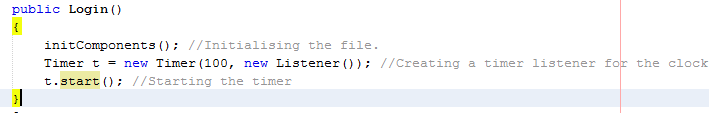 public Login()
{
initComponents(); //Initialising the file.
Timer t = new Timer(100, new Listener()); //Creating a timer listener for the clock
t.start(); //Starting the timer
}